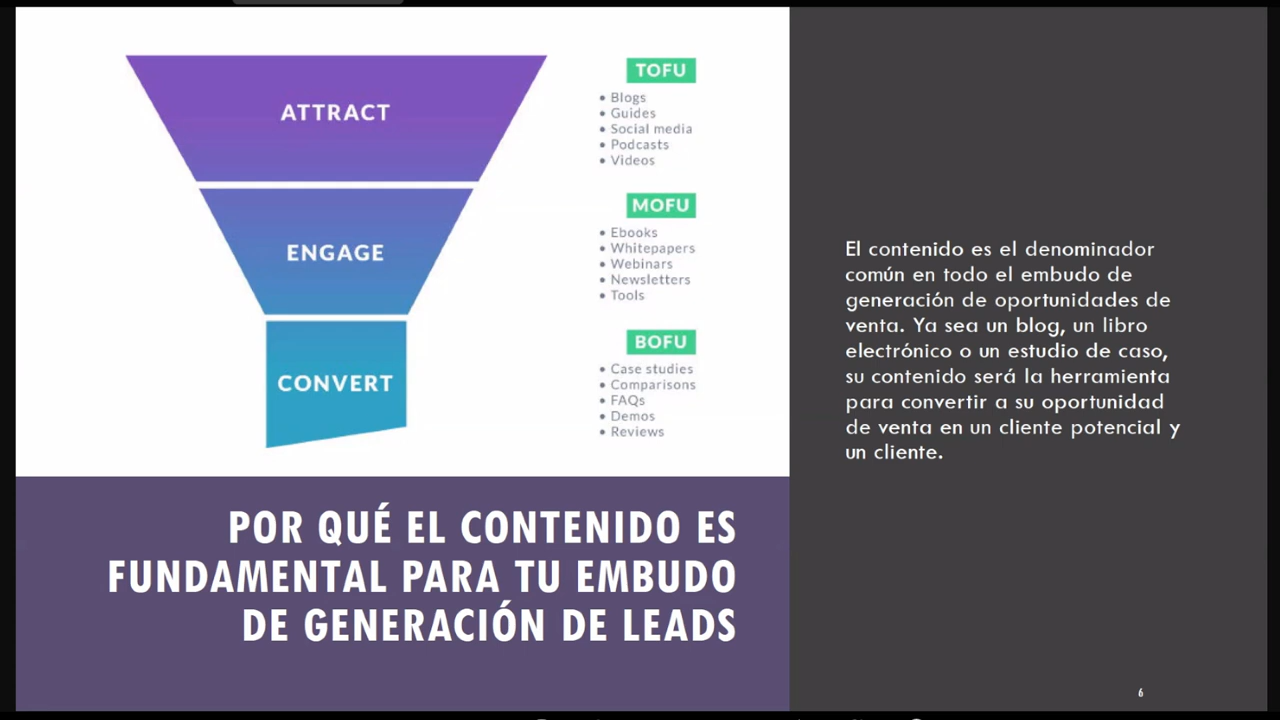 ATTRACT
ENGAGE
CONVERT
TOFU
• Blogs
• Guides
• Social media
• Podcasts
• Videos
MOFU
• Ebooks
• Whitepapers
• Webinars
• Newsletters
• Tools
BOFU
• Case studies
• Comparisons
• FAQs
• Demos
• Reviews
POR QUÉ EL CONTENIDO ES
FUNDAMENTAL PARA TU EMBUDO
DE GENERACIÓN DE LEADS
El contenido es el denominador
común en todo el embudo de
generación de oportunidades de
venta. Ya sea un blog, un libro
electrónico o un estudio de caso,
su contenido será la herramienta
para convertir a su oportunidad
de venta en un cliente potencial y
un cliente.
6